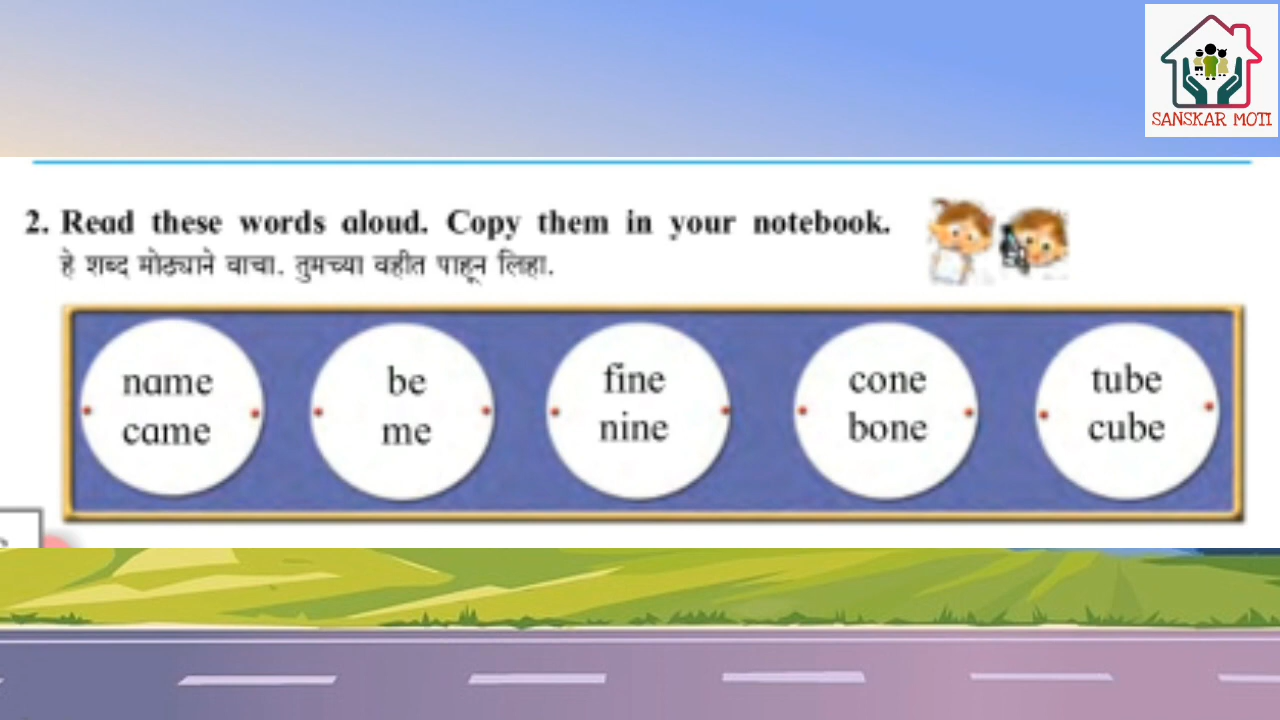 SANSKAR MOTI
2. Read these words aloud. Copy them in your notebook.
हे शब्द मोठ्याने वाचा. तुमच्या वहीत पाहून लिहा.
name
came
be
me
fine
nine
cone
bone
tube
cube